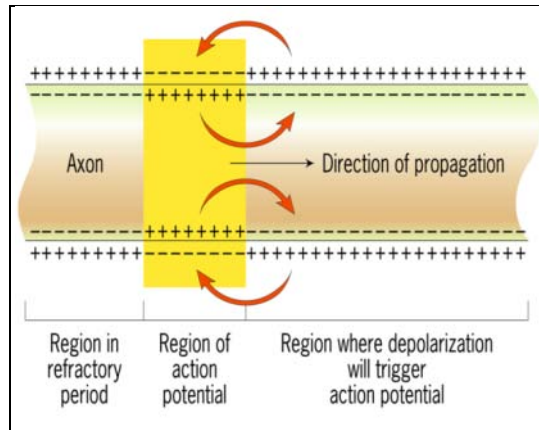 +++++++++ −−−−−−−− ++++++++++++++++++++++
−−−−−−−−− ++++++++ −−−−−−−−−−−−−−−−−−−−−−
Axon
Direction of propagation
−−−−−−−−− ++++++++ −−−−−−−−−−−−−−−−−−−−−−
+++++++++ −−−−−−−− ++++++++++++++++++++++
Region in
refractory
period
Region of
action
potential
Region where depolarization
will trigger
action potential